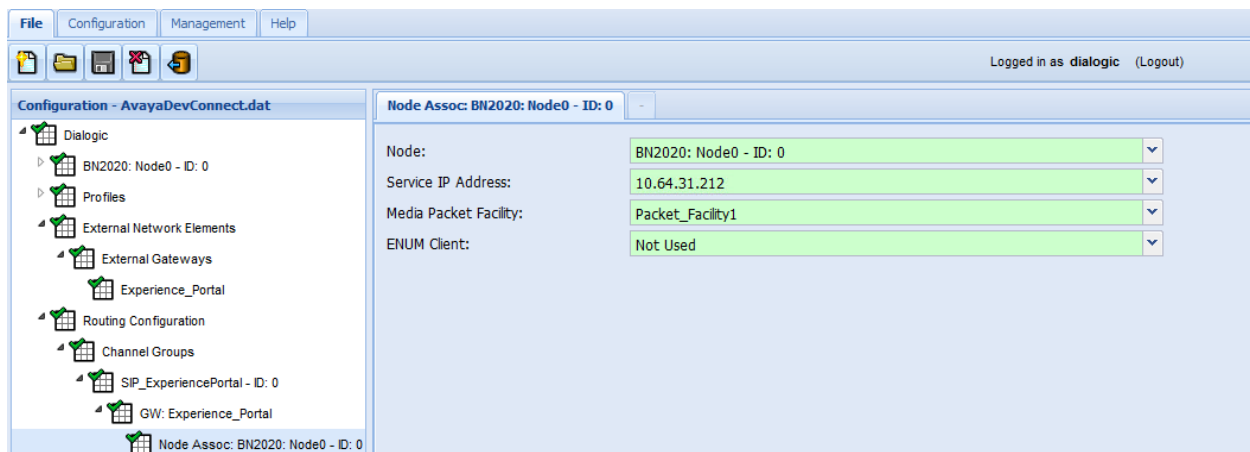 File Configuration Management Help
Logged in as dialogic (Logout)
Configuration - AvayaDevConnect.dat
Dialogic
BN2020: Node0 - ID: 0
Profiles
External Network Elements
External Gateways
Experience_Portal
Routing Configuration
Channel Groups
SIP_ExperiencePortal - ID: 0
GW: Experience_Portal
Node Assoc: BN2020: Node0 - ID: 0
Node Assoc: BN2020: Node0 - ID: 0 -
Node: BN2020: Node0 - ID: 0
Service IP Address: 10.64.31.212
Media Packet Facility: Packet_Facility1
ENUM Client: Not Used